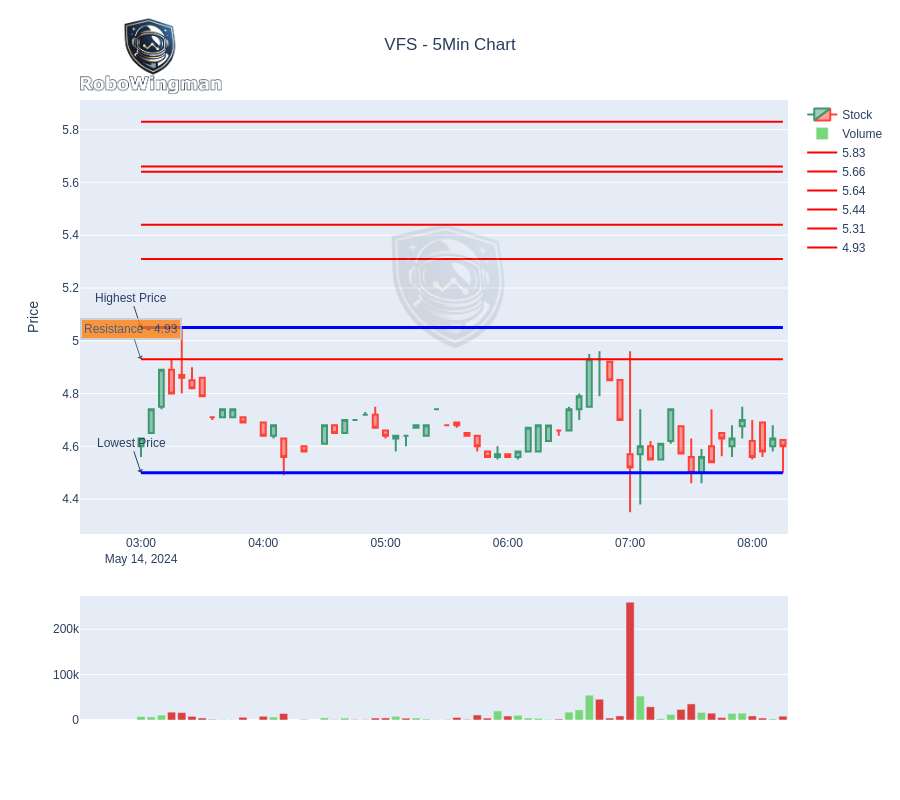 VFS - 5Min Chart
RoboWingman
Stock
Volume
5.83
5.66
5.64
5.44
5.31
4.93
Price
5.8
5.6
5.4
5.2
5
4.8
4.6
4.4
Highest Price
Resistance - 4.93
Lowest Price
03:00
04:00
05:00
06:00
07:00
08:00
May 14, 2024
200k
100k
0